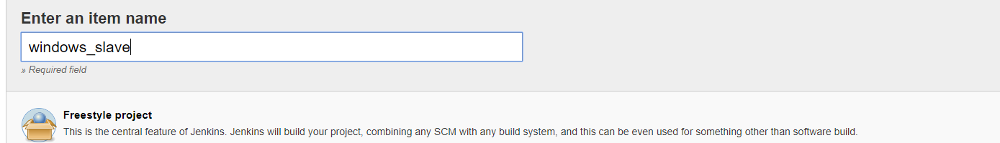 Enter an item name
windows_slave
» Required field
Freestyle project
This is the central feature of Jenkins. Jenkins will build your project, combining any SCM with any build system, and this can be even used for something other than software build.